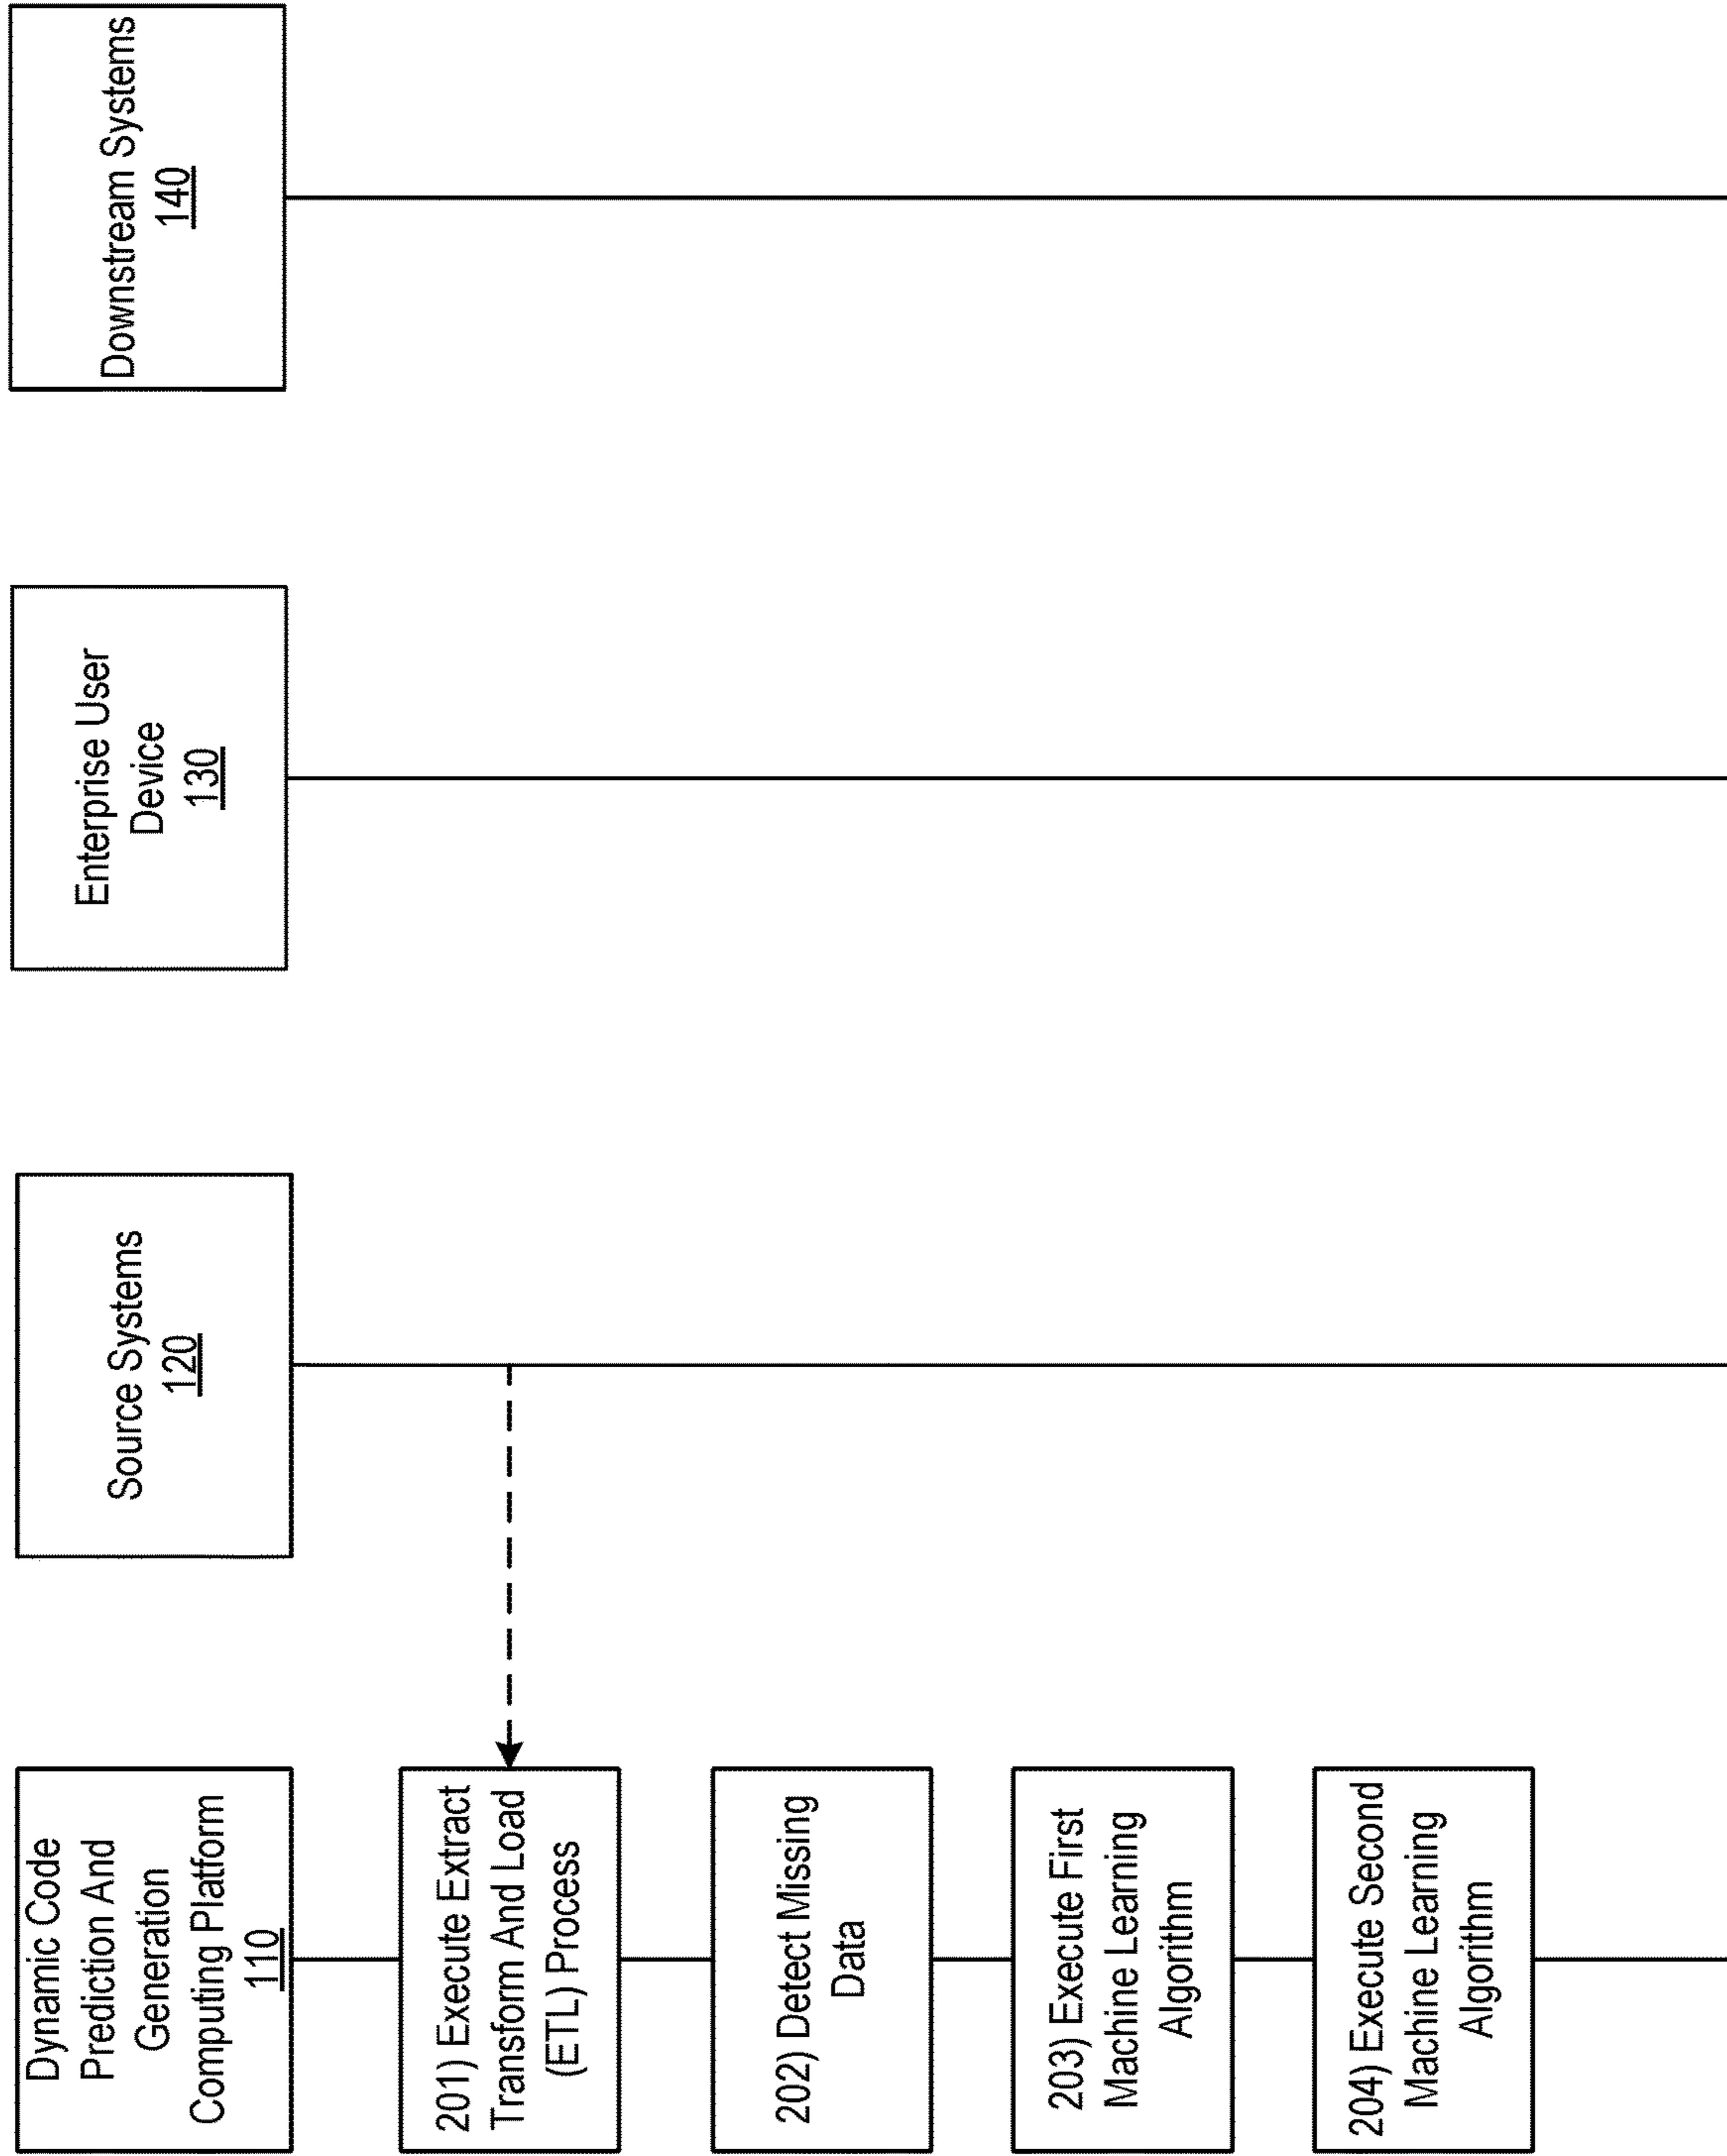 Dynamic Code
Prediction And
Generation
Computing Platform
110
Source Systems
120
Enterprise User
Device
130
Downstream Systems
140
201) Execute Extract
Transform And Load
(ETL) Process
202) Detect Missing
Data
203) Execute First
Machine Learning
Algorithm
204) Execute Second
Machine Learning
Algorithm